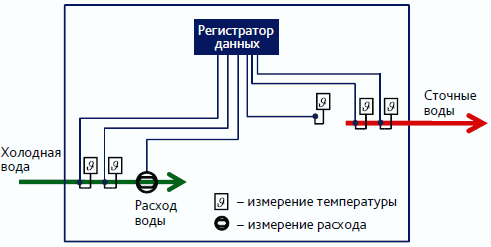 Регистратор
данных
ϑ
ϑ
ϑ
Сточные
воды
Холодная
вода
ϑ
ϑ
Расход
воды
ϑ – измерение температуры
– измерение расхода